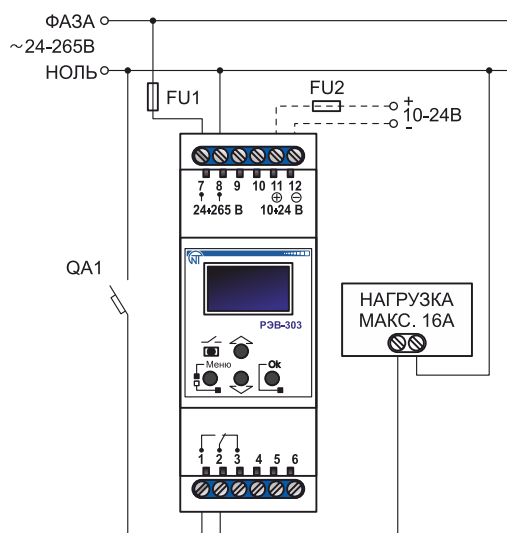 ФАЗА
~24-265В
НОЛЬ
FU1
FU2
+
10-24В
-
7 8 9 10 11 12
24÷265 В
⊕ ⊖
10÷24 В
QA1
NT
РЭВ-303
Меню
Ok
НАГРУЗКА
МАКС. 16А
1 2 3 4 5 6